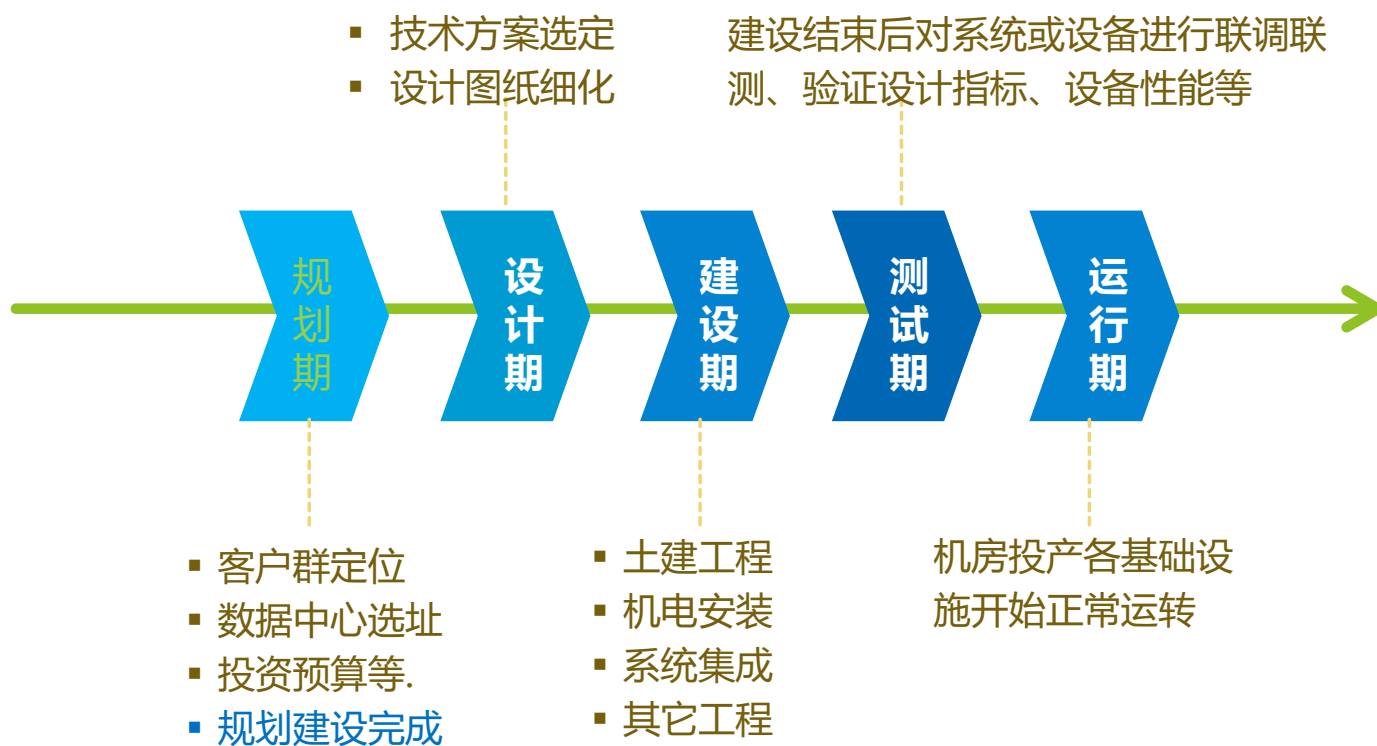 ▪ 技术方案选定
▪ 设计图纸细化
建设结束后对系统或设备进行联调联
测、验证设计指标、设备性能等
规划期
设计期
建设期
测试期
运行期
▪ 客户群定位
▪ 数据中心选址
▪ 投资预算等.
▪ 规划建设完成
▪ 土建工程
▪ 机电安装
▪ 系统集成
▪ 其它工程
机房投产各基础设
施开始正常运转